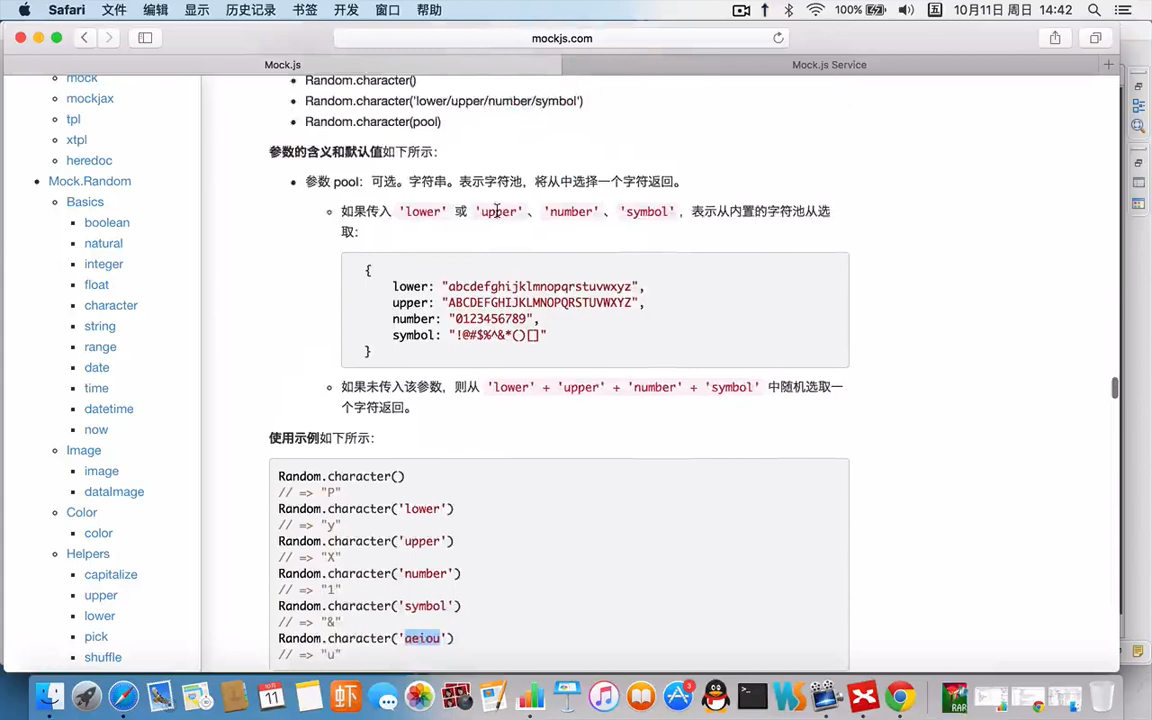 Safari 文件 编辑 显示 历史记录 书签 开发 窗口 帮助 100% 五 10月11日 周日 14:42
mockjs.com
Mock.js Mock.js Service
mock
mockjax
tpl
xtpl
heredoc
Mock.Random
Basics
boolean
natural
integer
float
character
string
range
date
time
datetime
now
Image
image
dataImage
Color
color
Helpers
capitalize
upper
lower
pick
shuffle
Random.character()
Random.character('lower/upper/number/symbol')
Random.character(pool)
参数的含义和默认值如下所示：
参数 pool：可选。字符串。表示字符池，将从中选择一个字符返回。
如果传入 'lower' 或 'upper'、'number'、'symbol'，表示从内置的字符池从选
取：
{
lower: "abcdefghijklmnopqrstuvwxyz",
upper: "ABCDEFGHIJKLMNOPQRSTUVWXYZ",
number: "0123456789",
symbol: "!@#$%^&*()[]"
}
如果未传入该参数，则从 'lower' + 'upper' + 'number' + 'symbol' 中随机选取一
个字符返回。
使用示例如下所示：
Random.character()
// => "P"
Random.character('lower')
// => "y"
Random.character('upper')
// => "X"
Random.character('number')
// => "1"
Random.character('symbol')
// => "&"
Random.character('aeiou')
// => "u"
11
虾
1
WS
RAR